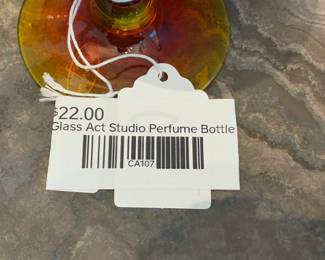 $22.00
Glass Act Studio Perfume Bottle
CA107